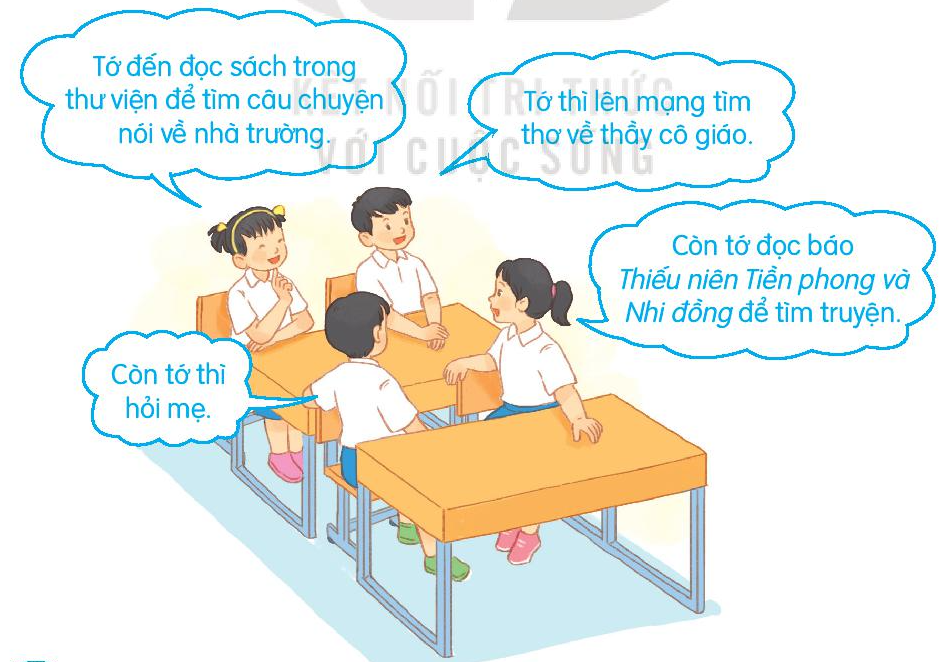 Tớ đến đọc sách trong
thư viện để tìm câu chuyện
nói về nhà trường.
Tớ thì lên mạng tìm
thơ về thầy cô giáo.
KẾT NỐI TRI THỨC
VỚI CUỘC SỐNG
Còn tớ đọc báo
Thiếu niên Tiền phong và
Nhi đồng để tìm truyện.
Còn tớ thì
hỏi mẹ.